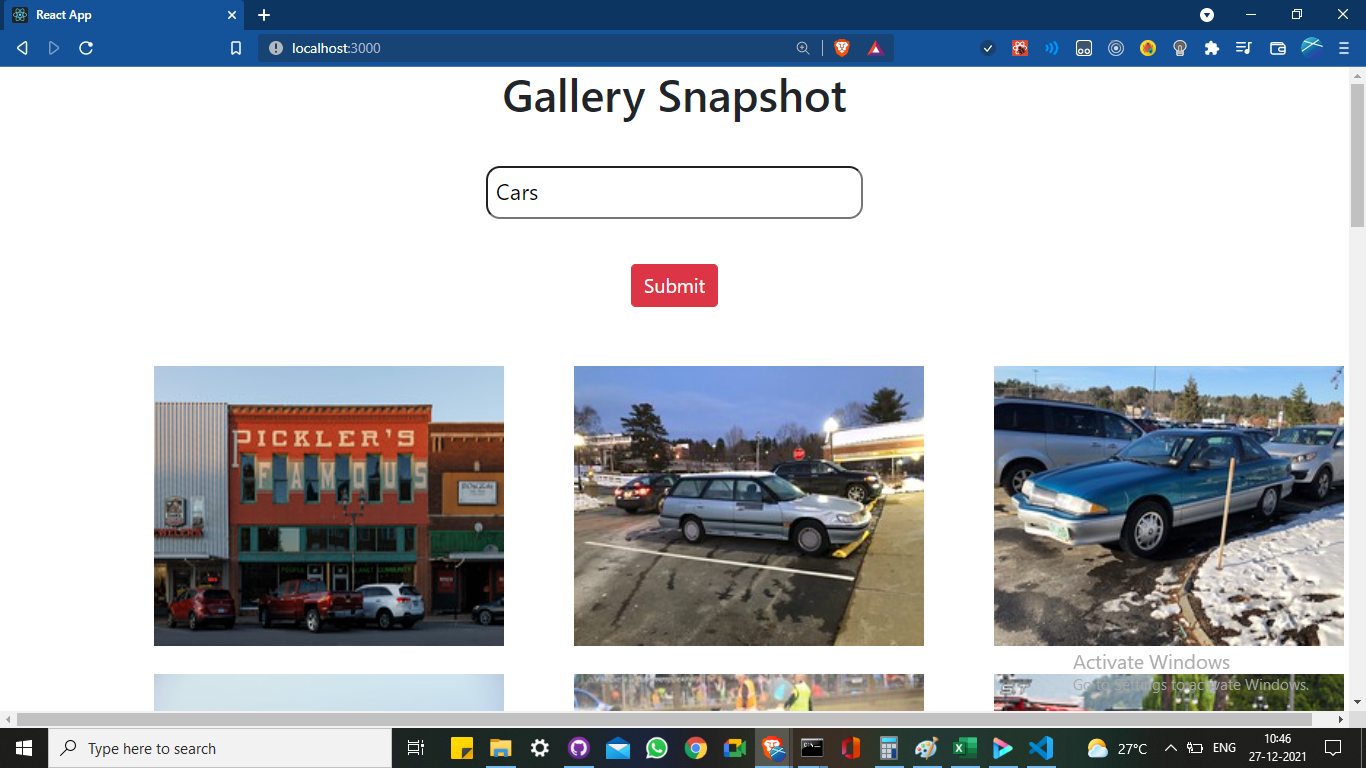 React App
localhost:3000
Gallery Snapshot
Cars
Submit
PICKLER'S
FAMOUS
Activate Windows
Go to Settings to activate Windows.
Type here to search
27°C
ENG
10:46
27-12-2021